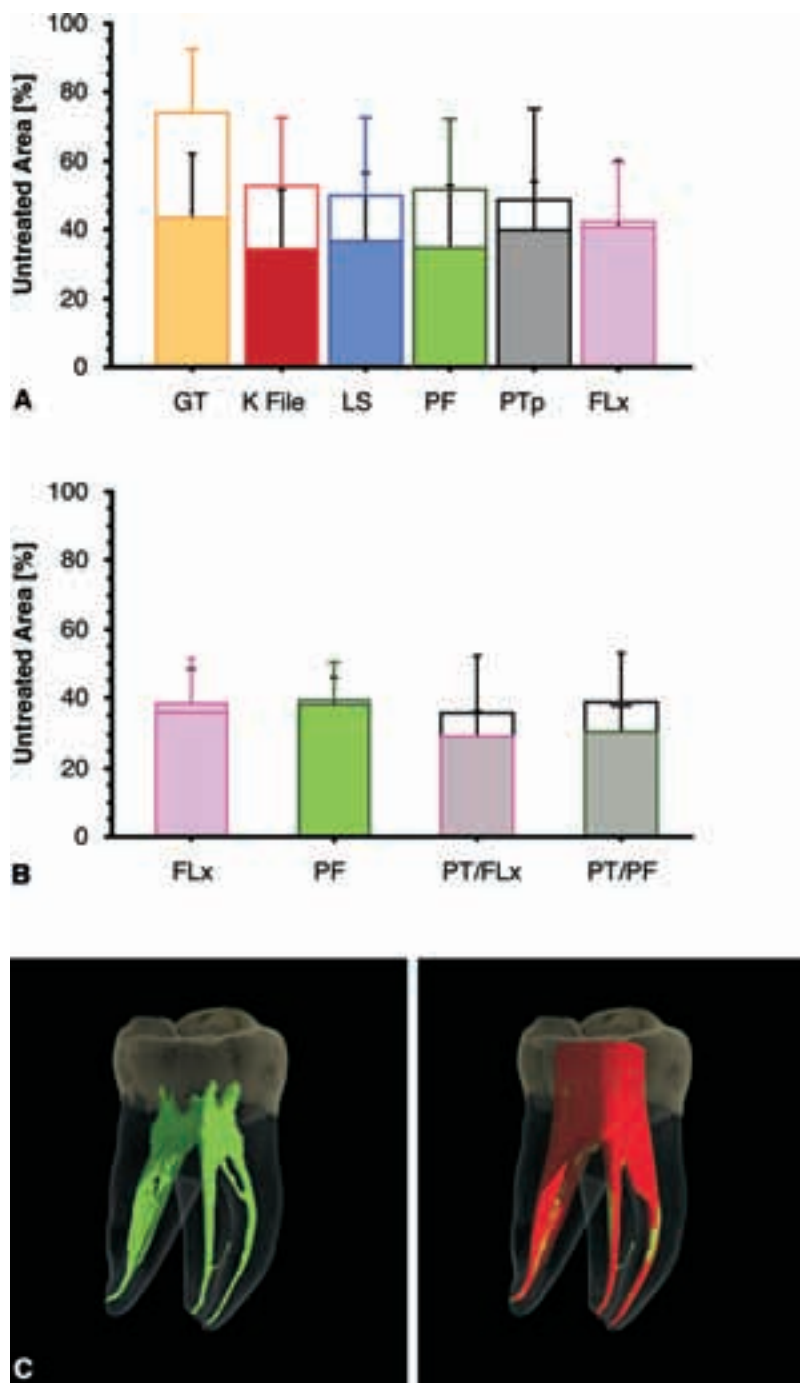 100
80
60
40
20
0
Untreated Area [%]
GT K File LS PF PTp FLx
A
100
80
60
40
20
0
Untreated Area [%]
FLx PF PT/FLx PT/PF
B
C